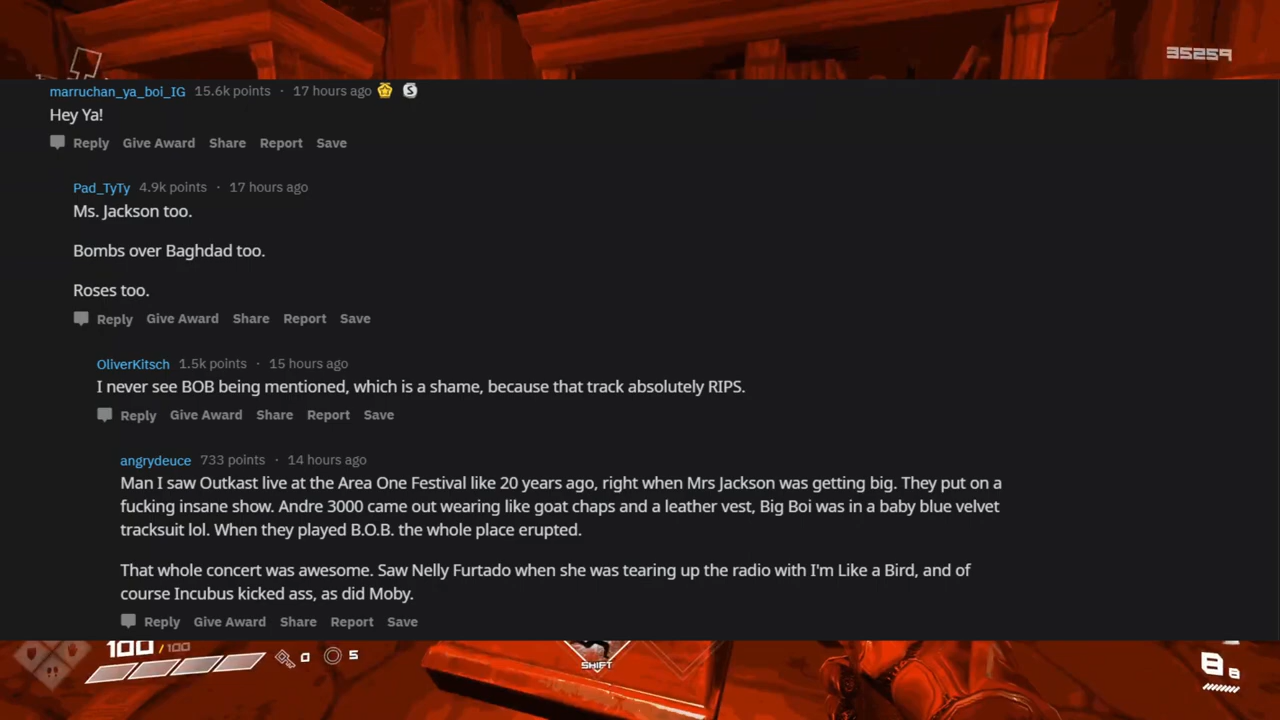 35259
marruchan_ya_boi_IG 15.6k points · 17 hours ago
Hey Ya!
Reply Give Award Share Report Save
Pad_TyTy 4.9k points · 17 hours ago
Ms. Jackson too.
Bombs over Baghdad too.
Roses too.
Reply Give Award Share Report Save
OliverKitsch 1.5k points · 15 hours ago
I never see BOB being mentioned, which is a shame, because that track absolutely RIPS.
Reply Give Award Share Report Save
angrydeuce 733 points · 14 hours ago
Man I saw Outkast live at the Area One Festival like 20 years ago, right when Mrs Jackson was getting big. They put on a
fucking insane show. Andre 3000 came out wearing like goat chaps and a leather vest, Big Boi was in a baby blue velvet
tracksuit lol. When they played B.O.B. the whole place erupted.
That whole concert was awesome. Saw Nelly Furtado when she was tearing up the radio with I'm Like a Bird, and of
course Incubus kicked ass, as did Moby.
Reply Give Award Share Report Save
100 / 100 0 5
SHIFT
8 8